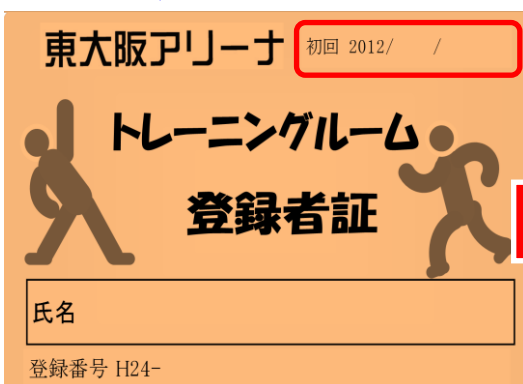 東大阪アリーナ 初回 2012/ /
トレーニングルーム
登録者証
氏名
登録番号 H24-